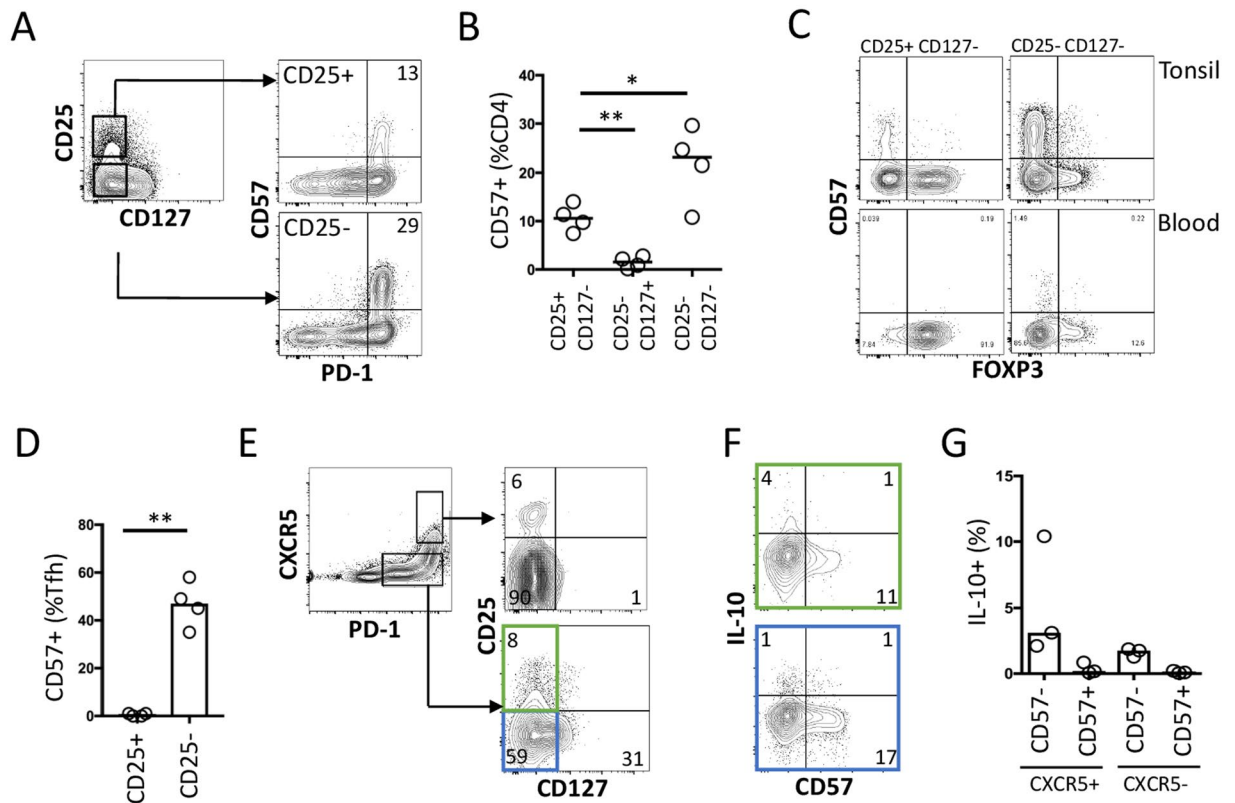 A
CD25
CD127
CD25+
13
CD57
CD25-
29
PD-1
B
CD57+ (%CD4)
40
30
20
10
0
*
**
CD25+
CD127-
CD25-
CD127+
CD25-
CD127-
C
CD25+ CD127-
CD25- CD127-
Tonsil
CD57
0.039
0.19
1.49
0.22
Blood
7.84
91.9
12.6
FOXP3
D
CD57+ (%Tfh)
80
60
40
20
0
**
CD25+
CD25-
E
CXCR5
PD-1
6
90
1
CD25
8
59
31
CD127
F
IL-10
4
1
11
1
1
17
CD57
G
IL-10+ (%)
15
10
5
0
CD57-
CD57+
CD57-
CD57+
CXCR5+
CXCR5-